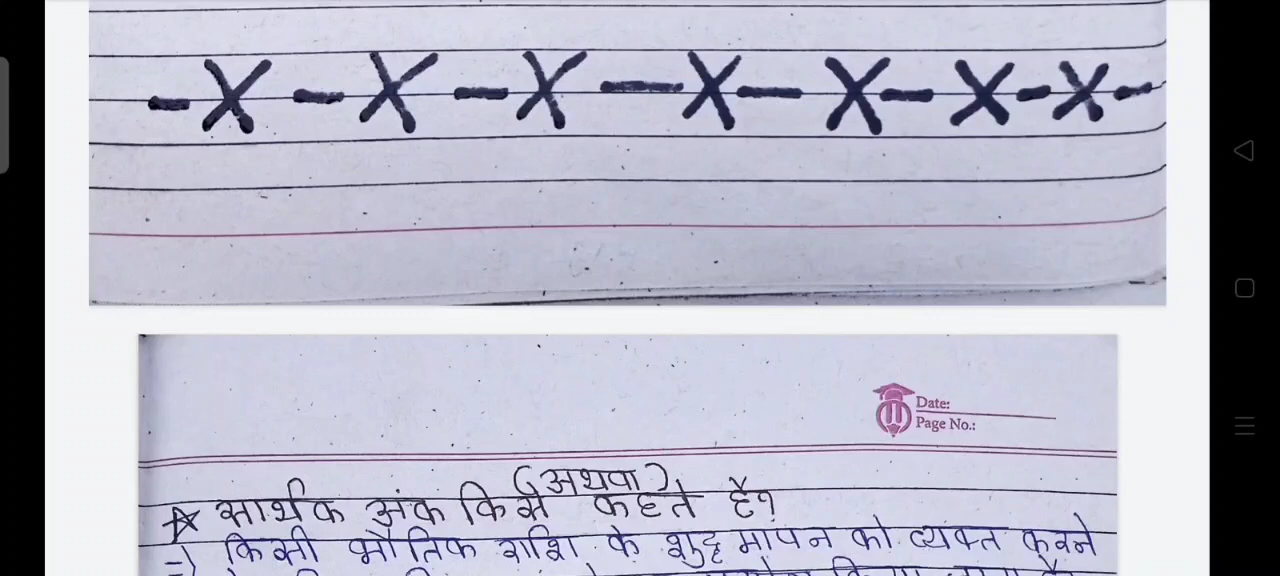 -X-X-X-X-X-X-X-
Date:
Page No.:
(अथवा)
☆ सार्थक अंक किसे कहते है?
=> किसी भौतिक राशि के शुद्ध मापन को व्यक्त करने